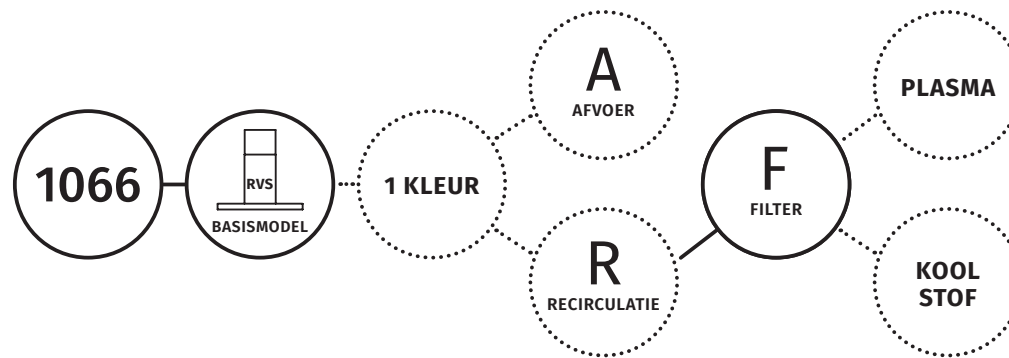 1066
RVS
BASISMODEL
1 KLEUR
A
AFVOER
R
RECIRCULATIE
F
FILTER
PLASMA
KOOL
STOF